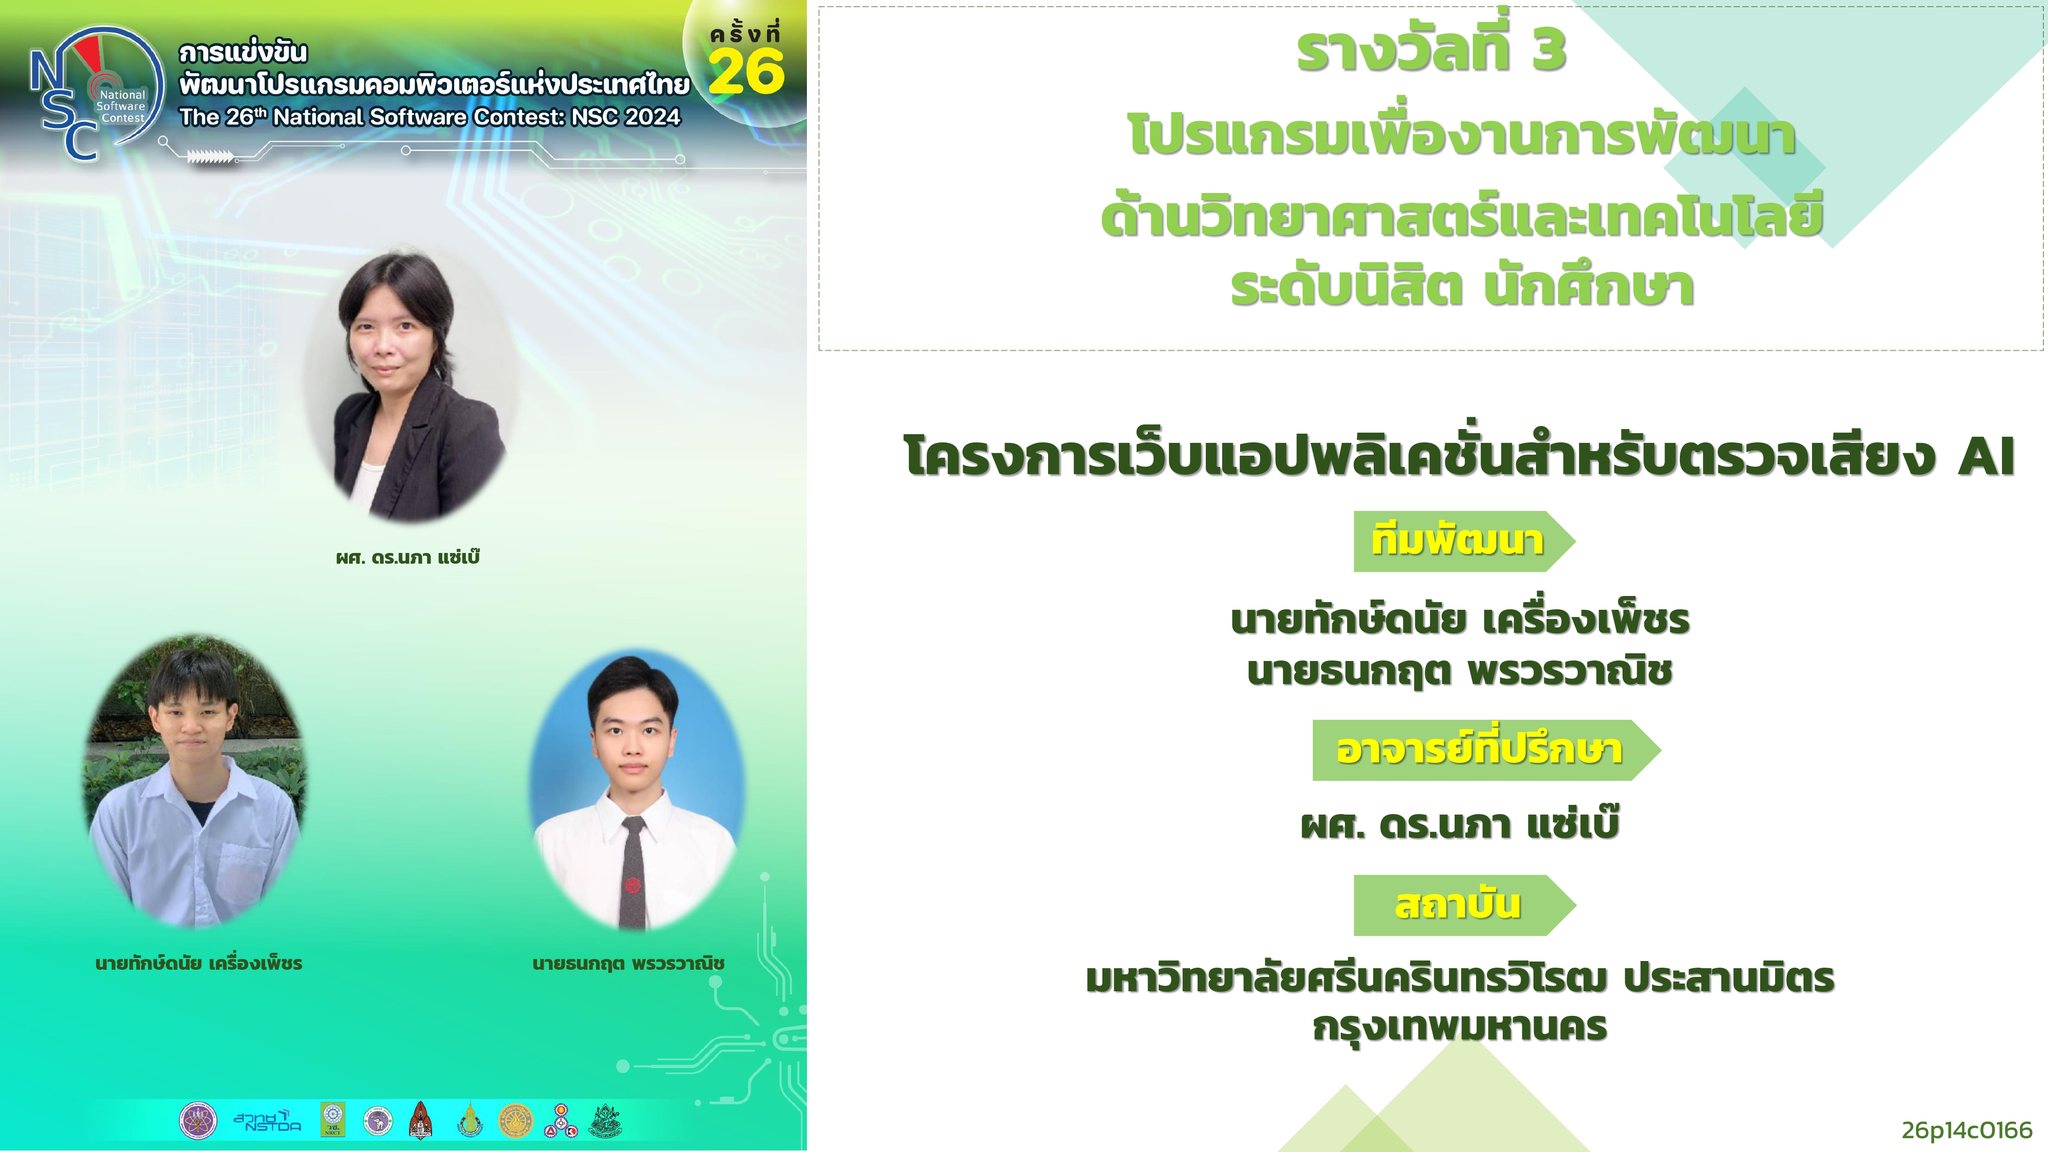 NSC
National
Software
Contest
การแข่งขัน
พัฒนาโปรแกรมคอมพิวเตอร์แห่งประเทศไทย
The 26th National Software Contest: NSC 2024
ครั้งที่
26
ผศ. ดร.นภา แซ่เบ๊
นายทักษ์ดนัย เครื่องเพ็ชร
นายธนกฤต พรวรวาณิช
สวทช
NSTDA
วช.
NRCT
รางวัลที่ 3
โปรแกรมเพื่องานการพัฒนา
ด้านวิทยาศาสตร์และเทคโนโลยี
ระดับนิสิต นักศึกษา
โครงการเว็บแอปพลิเคชั่นสำหรับตรวจเสียง AI
ทีมพัฒนา
นายทักษ์ดนัย เครื่องเพ็ชร
นายธนกฤต พรวรวาณิช
อาจารย์ที่ปรึกษา
ผศ. ดร.นภา แซ่เบ๊
สถาบัน
มหาวิทยาลัยศรีนครินทรวิโรฒ ประสานมิตร
กรุงเทพมหานคร
26p14c0166